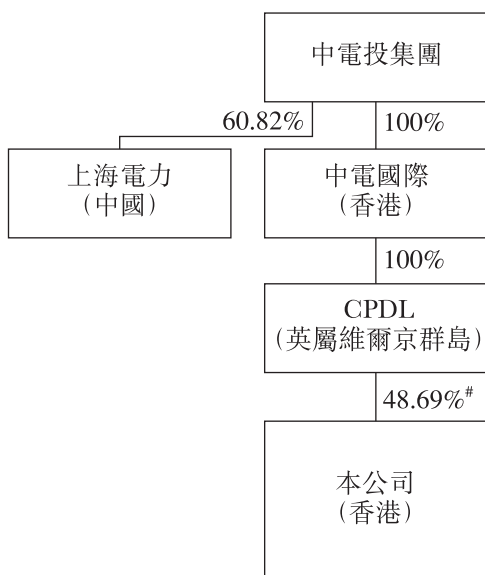 中電投集團
60.82%
100%
上海電力
(中國)
中電國際
(香港)
100%
CPDL
(英屬維爾京群島)
48.69%#
本公司
(香港)